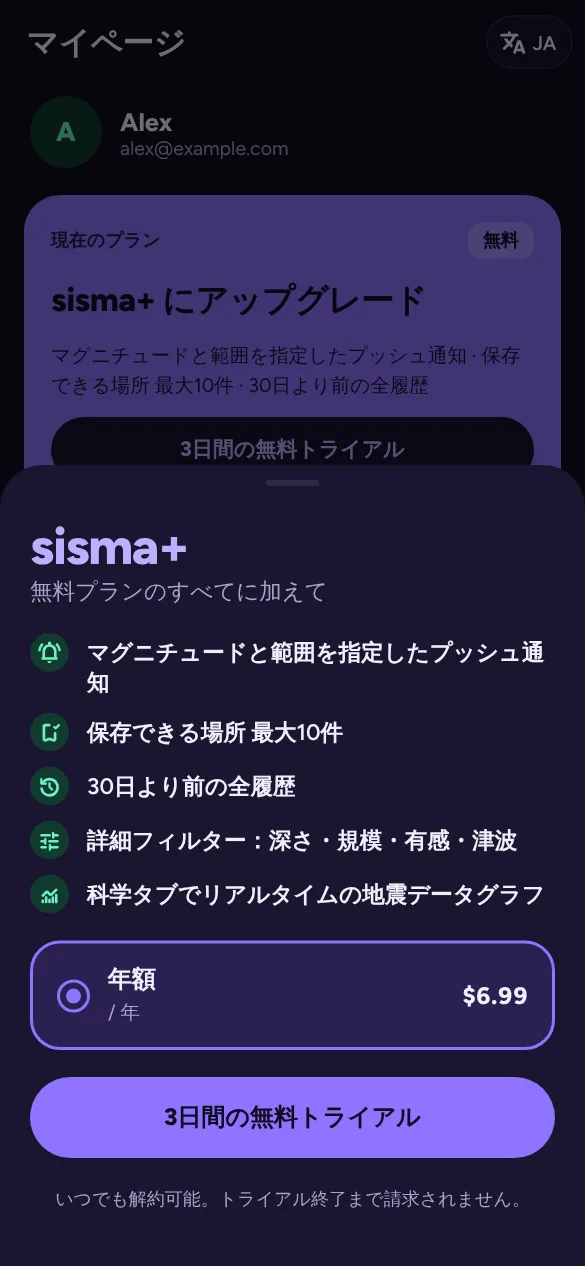 マイページ
JA
A
Alex
alex@example.com
現在のプラン
無料
sisma+ にアップグレード
マグニチュードと範囲を指定したプッシュ通知 · 保存
できる場所 最大10件 · 30日より前の全履歴
3日間の無料トライアル
sisma+
無料プランのすべてに加えて
マグニチュードと範囲を指定したプッシュ通
知
保存できる場所 最大10件
30日より前の全履歴
詳細フィルター：深さ・規模・有感・津波
科学タブでリアルタイムの地震データグラフ
年額
/ 年
$6.99
3日間の無料トライアル
いつでも解約可能。トライアル終了まで請求されません。